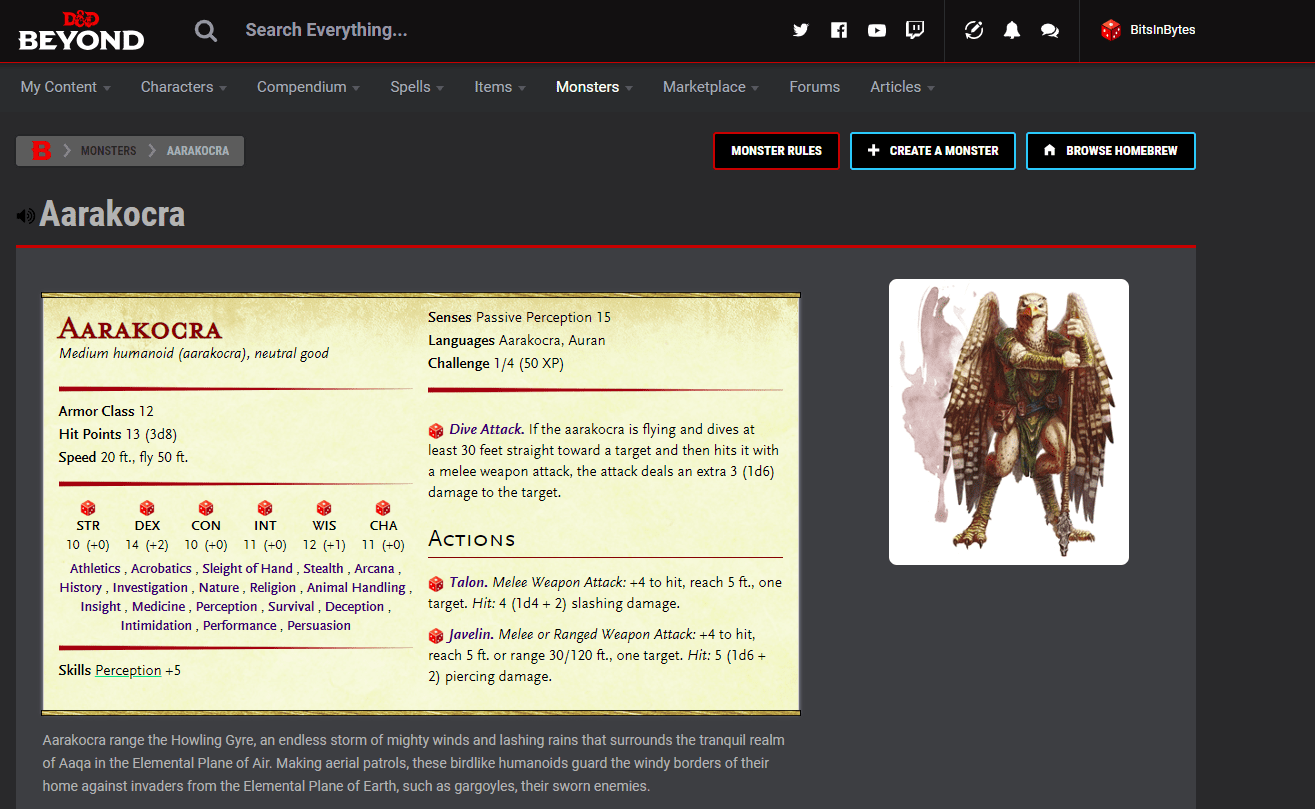 D&D
BEYOND
Search Everything...
BitsInBytes
My Content
Characters
Compendium
Spells
Items
Monsters
Marketplace
Forums
Articles
B
MONSTERS
AARAKOCRA
MONSTER RULES
CREATE A MONSTER
BROWSE HOMEBREW
Aarakocra
Aarakocra
Medium humanoid (aarakocra), neutral good
Armor Class 12
Hit Points 13 (3d8)
Speed 20 ft., fly 50 ft.
STR DEX CON INT WIS CHA
10 (+0) 14 (+2) 10 (+0) 11 (+0) 12 (+1) 11 (+0)
Athletics , Acrobatics , Sleight of Hand , Stealth , Arcana ,
History , Investigation , Nature , Religion , Animal Handling ,
Insight , Medicine , Perception , Survival , Deception ,
Intimidation , Performance , Persuasion
Skills Perception +5
Senses Passive Perception 15
Languages Aarakocra, Auran
Challenge 1/4 (50 XP)
Dive Attack. If the aarakocra is flying and dives at
least 30 feet straight toward a target and then hits it with
a melee weapon attack, the attack deals an extra 3 (1d6)
damage to the target.
Actions
Talon. Melee Weapon Attack: +4 to hit, reach 5 ft., one
target. Hit: 4 (1d4 + 2) slashing damage.
Javelin. Melee or Ranged Weapon Attack: +4 to hit,
reach 5 ft. or range 30/120 ft., one target. Hit: 5 (1d6 +
2) piercing damage.
Aarakocra range the Howling Gyre, an endless storm of mighty winds and lashing rains that surrounds the tranquil realm
of Aaqa in the Elemental Plane of Air. Making aerial patrols, these birdlike humanoids guard the windy borders of their
home against invaders from the Elemental Plane of Earth, such as gargoyles, their sworn enemies.